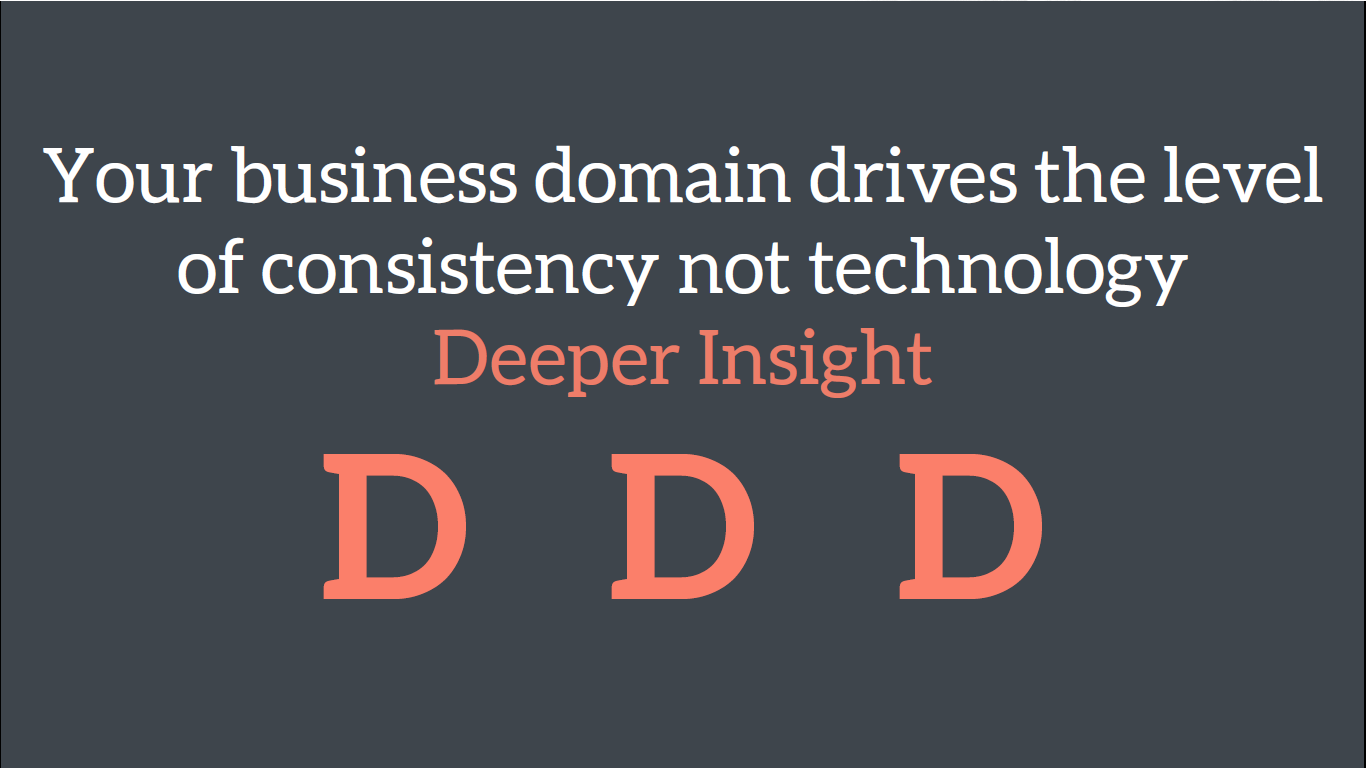 Your business domain drives the level
of consistency not technology
Deeper Insight
D D D